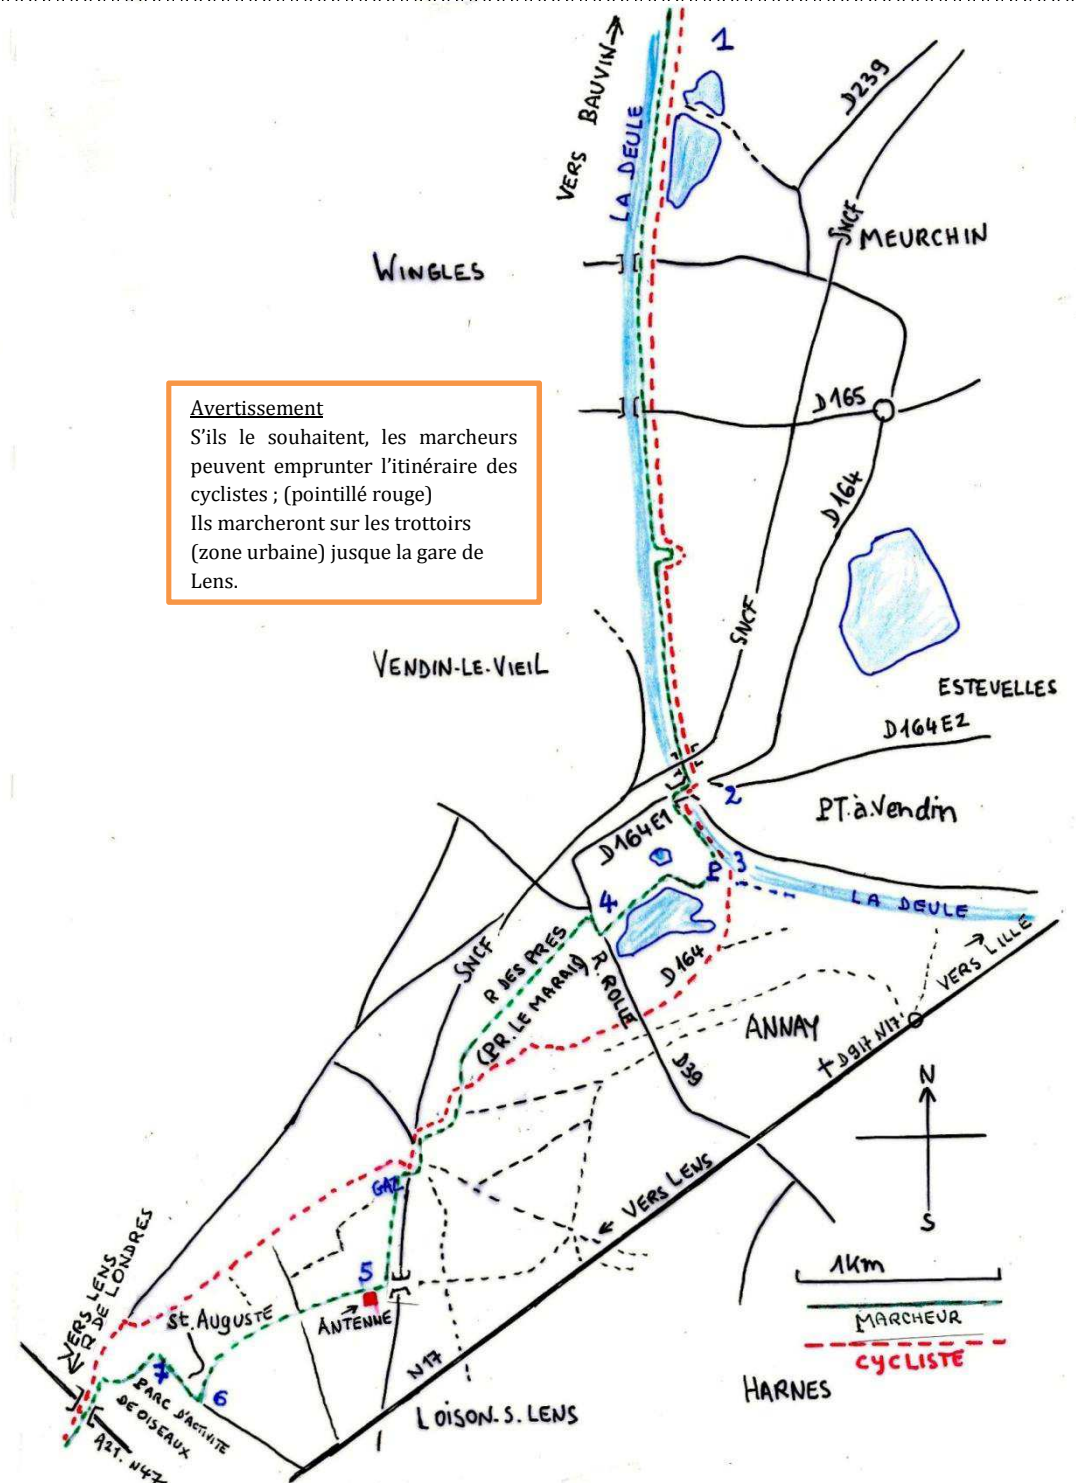 1
VERS BAUVIN
LA DEULE
D239
SNCF
MEURCHIN
WINGLES
Avertissement
S'ils le souhaitent, les marcheurs
peuvent emprunter l'itinéraire des
cyclistes ; (pointillé rouge)
Ils marcheront sur les trottoirs
(zone urbaine) jusque la gare de
Lens.
D165
D164
SNCF
VENDIN-LE-VIEIL
ESTEVELLES
D164E2
2
PT.à.Vendin
D164E1
P
3
LA DEULE
4
SNCF
R DES PRES
(PR. LE MARAIS)
R. ROLLE
D164
VERS LILLE
ANNAY
D917 N17
D39
N
S
GAZ
VERS LENS
1Km
MARCHEUR
CYCLISTE
VERS LENS
R DE LONDRES
5
ANTENNE
St. AUGUSTE
7
6
PARC D'ACTIVITE
DE OISEAUX
N17
LOISON-S-LENS
HARNES
A21. N47